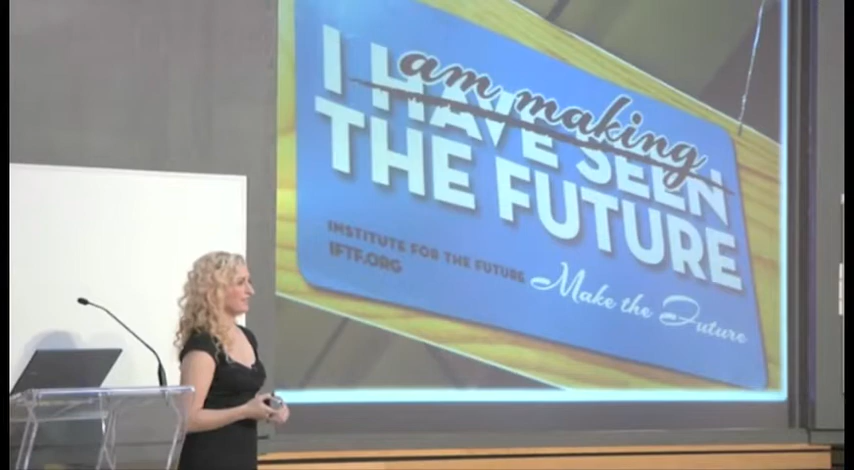 am making
I HAVE SEEN
THE FUTURE
INSTITUTE FOR THE FUTURE
IFTF.ORG
Make the Future